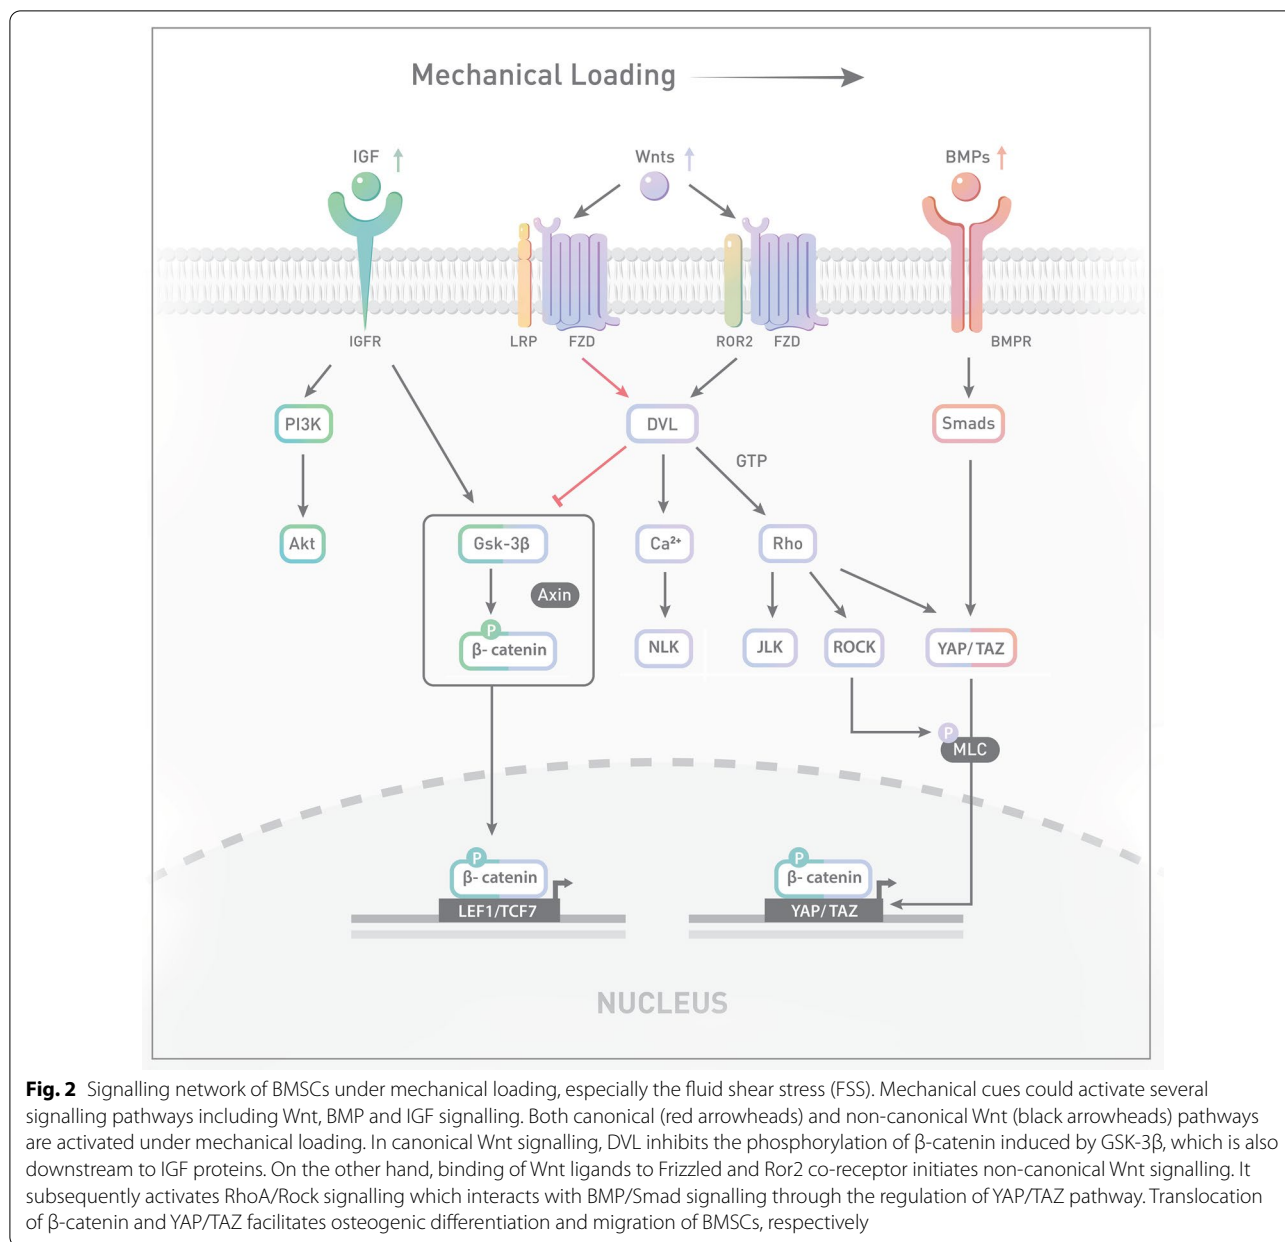 Mechanical Loading
IGF
Wnts
BMPs
IGFR
LRP
FZD
ROR2
FZD
BMPR
PI3K
DVL
Smads
GTP
Akt
Gsk-3β
Ca²⁺
Rho
Axin
P
β- catenin
NLK
JLK
ROCK
YAP/ TAZ
P
MLC
P
β- catenin
LEF1/TCF7
P
β- catenin
YAP/ TAZ
NUCLEUS
Fig. 2 Signalling network of BMSCs under mechanical loading, especially the fluid shear stress (FSS). Mechanical cues could activate several
signalling pathways including Wnt, BMP and IGF signalling. Both canonical (red arrowheads) and non-canonical Wnt (black arrowheads) pathways
are activated under mechanical loading. In canonical Wnt signalling, DVL inhibits the phosphorylation of β-catenin induced by GSK-3β, which is also
downstream to IGF proteins. On the other hand, binding of Wnt ligands to Frizzled and Ror2 co-receptor initiates non-canonical Wnt signalling. It
subsequently activates RhoA/Rock signalling which interacts with BMP/Smad signalling through the regulation of YAP/TAZ pathway. Translocation
of β-catenin and YAP/TAZ facilitates osteogenic differentiation and migration of BMSCs, respectively